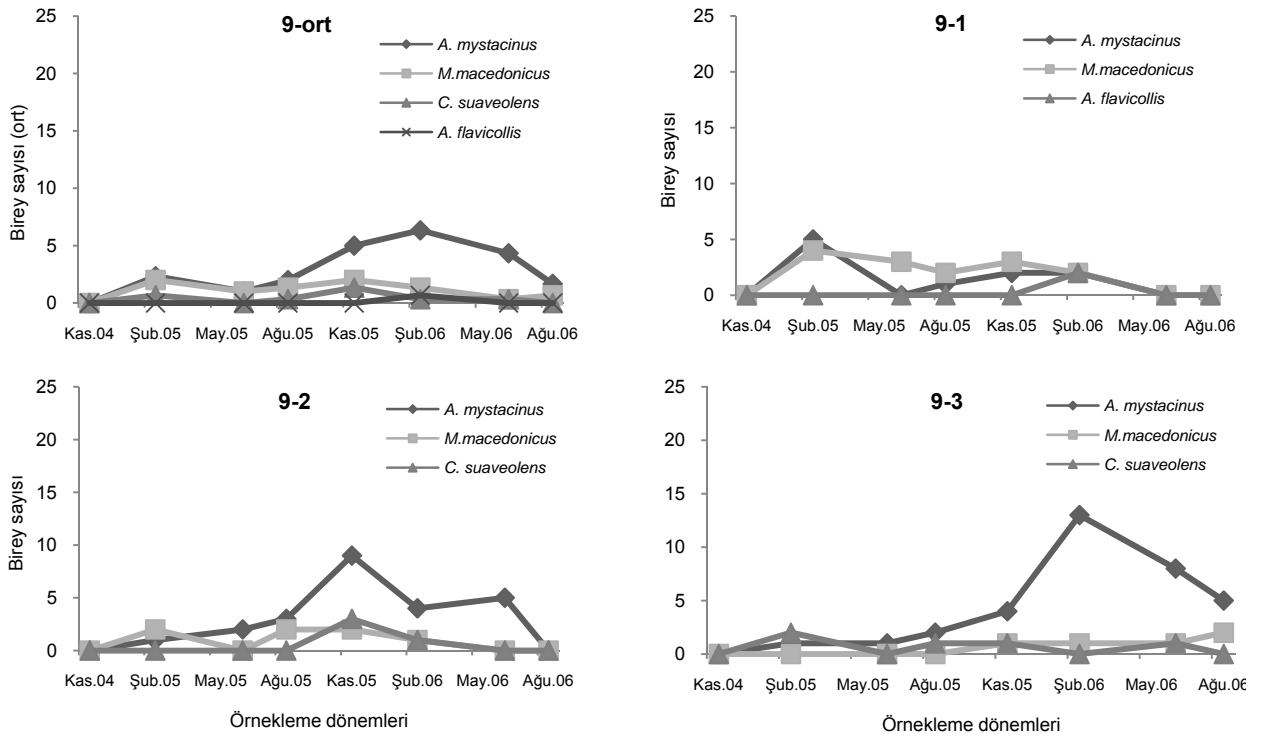 9-ort
A. mystacinus
M.macedonicus
C. suaveolens
A. flavicollis
Birey sayısı (ort)
25
20
15
10
5
0
Kas.04 Şub.05 May.05 Ağu.05 Kas.05 Şub.06 May.06 Ağu.06
9-1
A. mystacinus
M.macedonicus
A. flavicollis
Birey sayısı
25
20
15
10
5
0
Kas.04 Şub.05 May.05 Ağu.05 Kas.05 Şub.06 May.06 Ağu.06
9-2
A. mystacinus
M.macedonicus
C. suaveolens
Birey sayısı
25
20
15
10
5
0
Kas.04 Şub.05 May.05 Ağu.05 Kas.05 Şub.06 May.06 Ağu.06
Örnekleme dönemleri
9-3
A. mystacinus
M.macedonicus
C. suaveolens
25
20
15
10
5
0
Kas.04 Şub.05 May.05 Ağu.05 Kas.05 Şub.06 May.06 Ağu.06
Örnekleme dönemleri